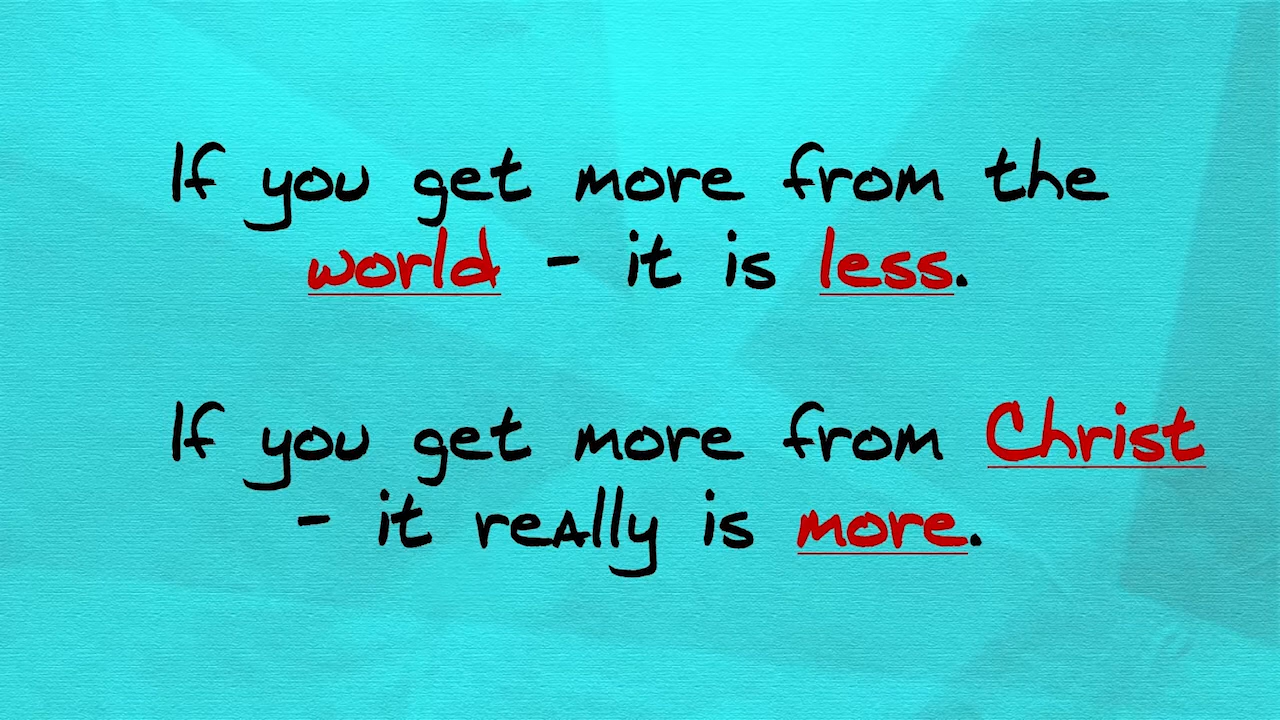 If you get more from the
world - it is less.
If you get more from Christ
- it really is more.